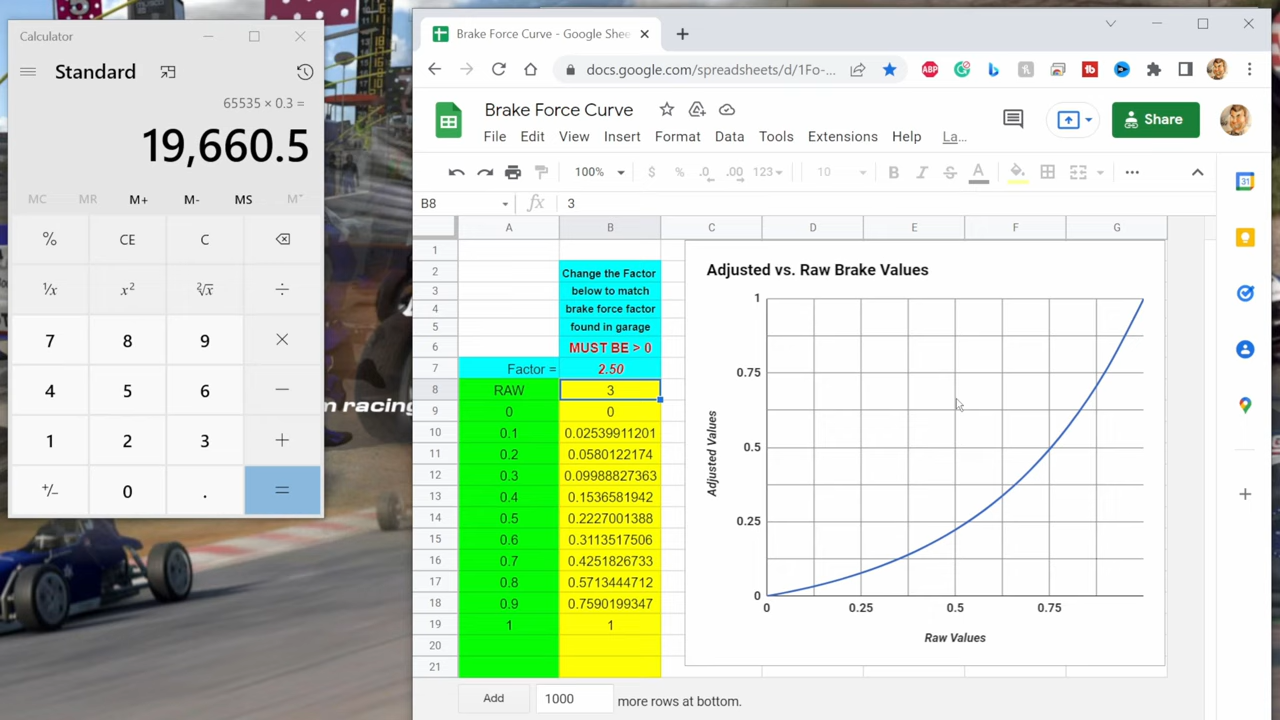 Calculator
Standard
65535 × 0.3 =
19,660.5
MC MR M+ M- MS M˅
% CE C
¹/x x² ²√x ÷
7 8 9 ×
4 5 6 −
1 2 3 +
+/− 0 . =
m racing
Brake Force Curve - Google Shee
docs.google.com/spreadsheets/d/1Fo-...
ABP
Brake Force Curve
File Edit View Insert Format Data Tools Extensions Help La...
Share
100% $ % .0 .00 123 10 B I S A
B8 fx 3
A B C D E F G
1
2 Change the Factor
3 below to match
4 brake force factor
5 found in garage
6 MUST BE > 0
7 Factor = 2.50
8 RAW 3
9 0 0
10 0.1 0.02539911201
11 0.2 0.0580122174
12 0.3 0.09988827363
13 0.4 0.1536581942
14 0.5 0.2227001388
15 0.6 0.3113517506
16 0.7 0.4251826733
17 0.8 0.5713444712
18 0.9 0.7590199347
19 1 1
20
21
Adjusted vs. Raw Brake Values
1
0.75
0.5
0.25
0
Adjusted Values
0 0.25 0.5 0.75
Raw Values
31
Add 1000 more rows at bottom.